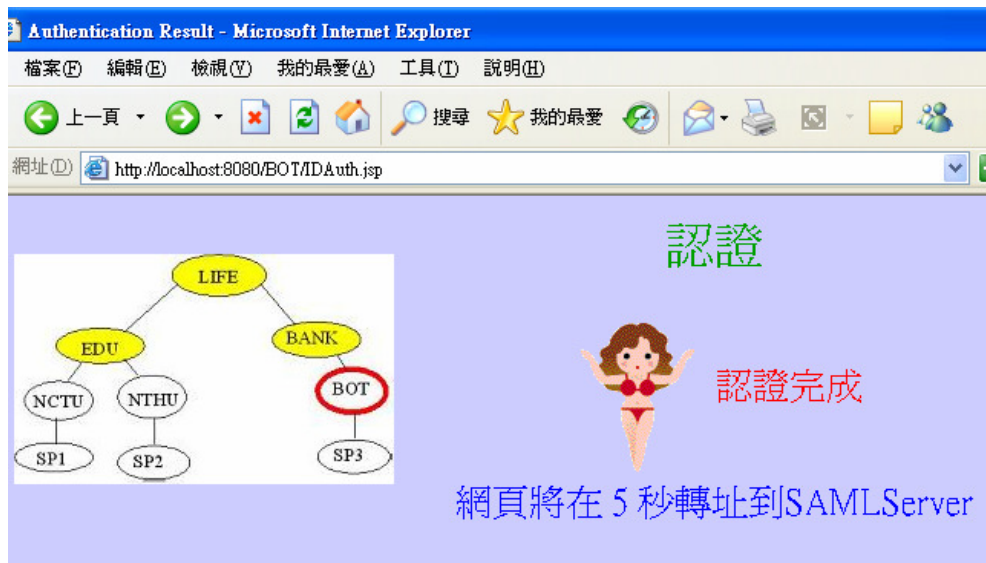 Authentication Result - Microsoft Internet Explorer
檔案(F) 編輯(E) 檢視(V) 我的最愛(A) 工具(T) 說明(H)
上一頁 搜尋 我的最愛
網址(D) http://localhost:8080/BOT/IDAuth.jsp
認證
LIFE
EDU BANK
NCTU NTHU BOT
SP1 SP2 SP3
認證完成
網頁將在 5 秒轉址到SAMLServer